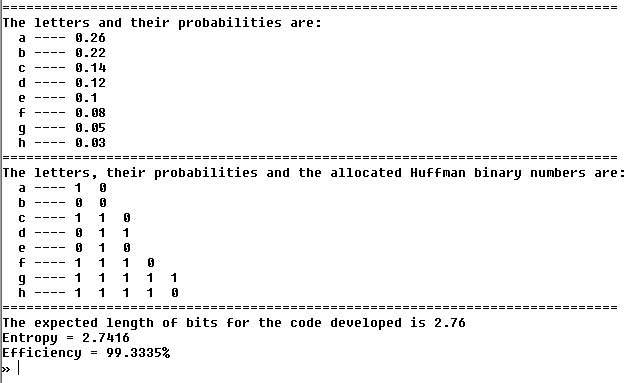 =============================================================================
The letters and their probabilities are:
a ---- 0.26
b ---- 0.22
c ---- 0.14
d ---- 0.12
e ---- 0.1
f ---- 0.08
g ---- 0.05
h ---- 0.03
=============================================================================
The letters, their probabilities and the allocated Huffman binary numbers are:
a ---- 1 0
b ---- 0 0
c ---- 1 1 0
d ---- 0 1 1
e ---- 0 1 0
f ---- 1 1 1 0
g ---- 1 1 1 1 1
h ---- 1 1 1 1 0
=============================================================================
The expected length of bits for the code developed is 2.76
Entropy = 2.7416
Efficiency = 99.3335%
»